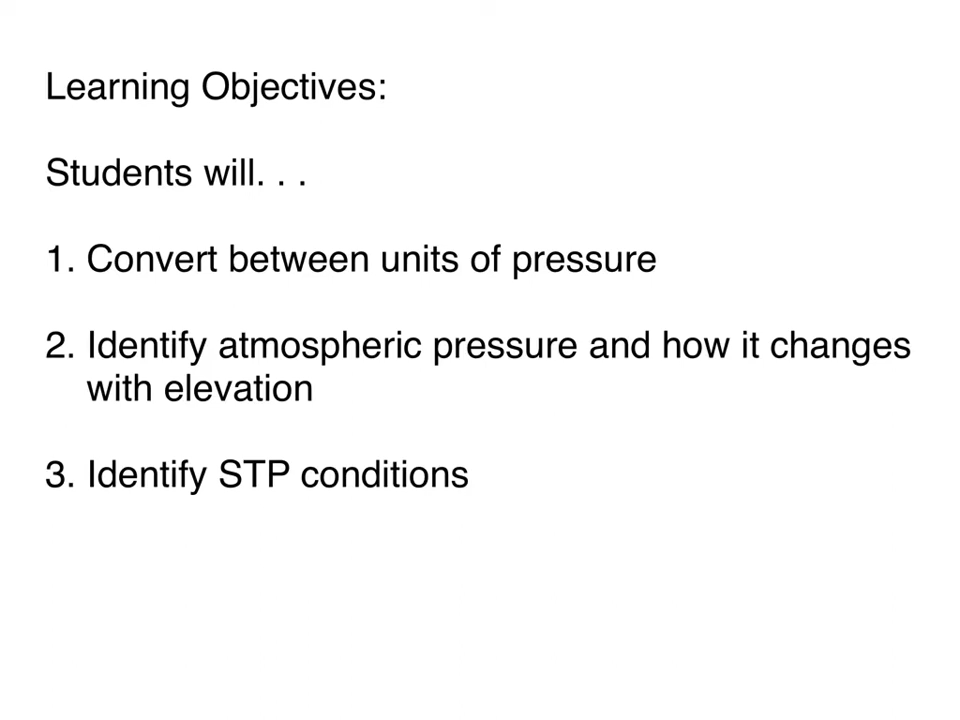 Learning Objectives:
Students will. . .
1. Convert between units of pressure
2. Identify atmospheric pressure and how it changes
with elevation
3. Identify STP conditions